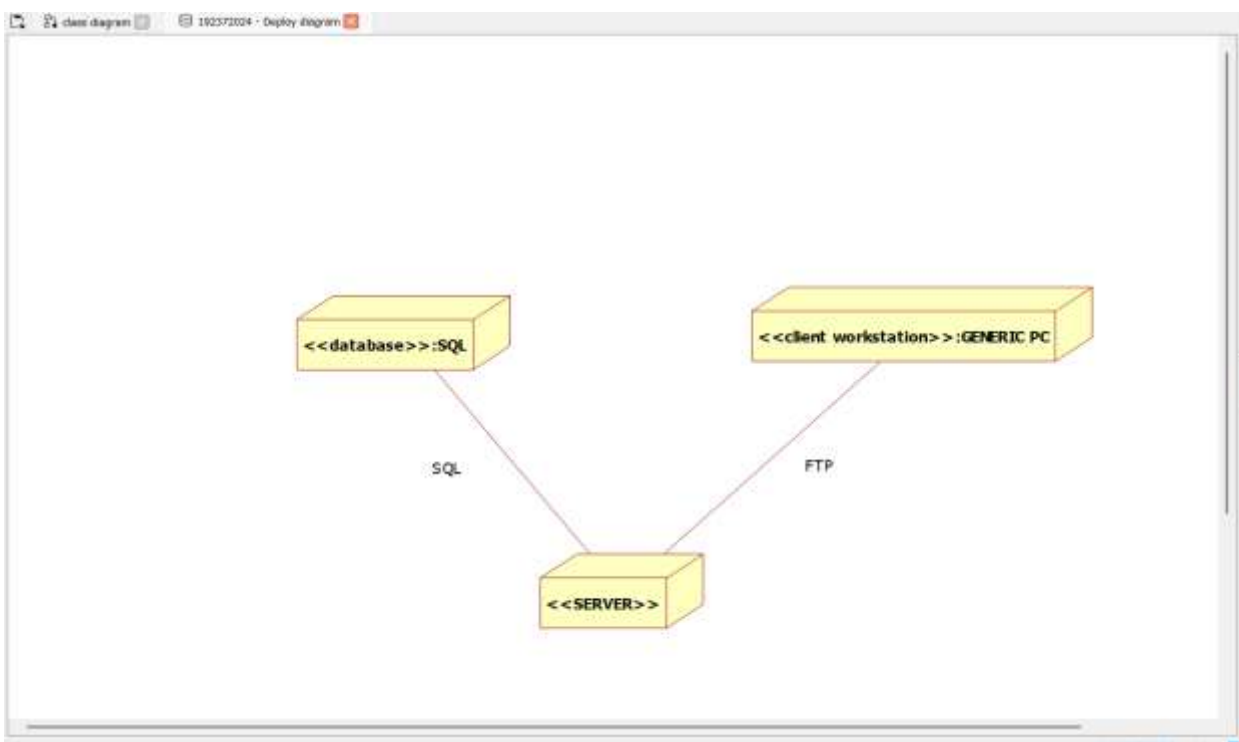 class diagram
192372024 - Deploy diagram
<<database>>:SQL
<<client workstation>>:GENERIC PC
SQL
FTP
<<SERVER>>